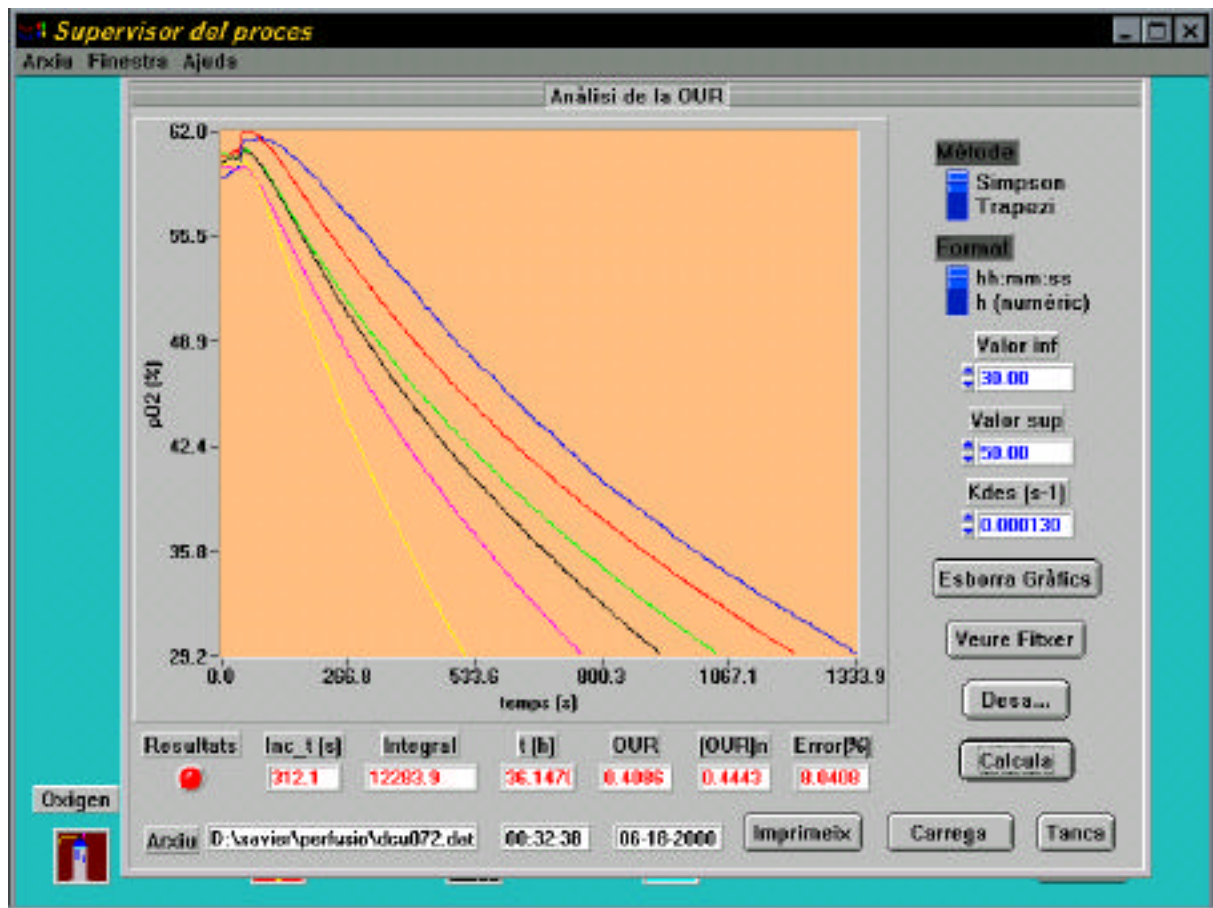 Supervisor del proces
Arxiu Finestra Ajuda
Anàlisi de la OUR
62.0
55.5
48.9
42.4
35.8
29.2
pO2 (%)
0.0 266.8 533.6 800.3 1067.1 1333.9
temps (s)
Mètode
Simpson
Trapezi
Format
hh:mm:ss
h (numèric)
Valor inf
30.00
Valor sup
50.00
Kdes (s-1)
0.000130
Esborra Gràfics
Veure Fitxer
Desa...
Calcula
Resultats Inc_t (s) Integral t (h) OUR (OUR)n Error(%)
312.1 12283.9 0.4086 0.4443 8.0408
Oxigen
Arxiu D:\xavier\perfusio\dcu072.dat 00:32:38 06-18-2000 Imprimeix Carrega Tanca